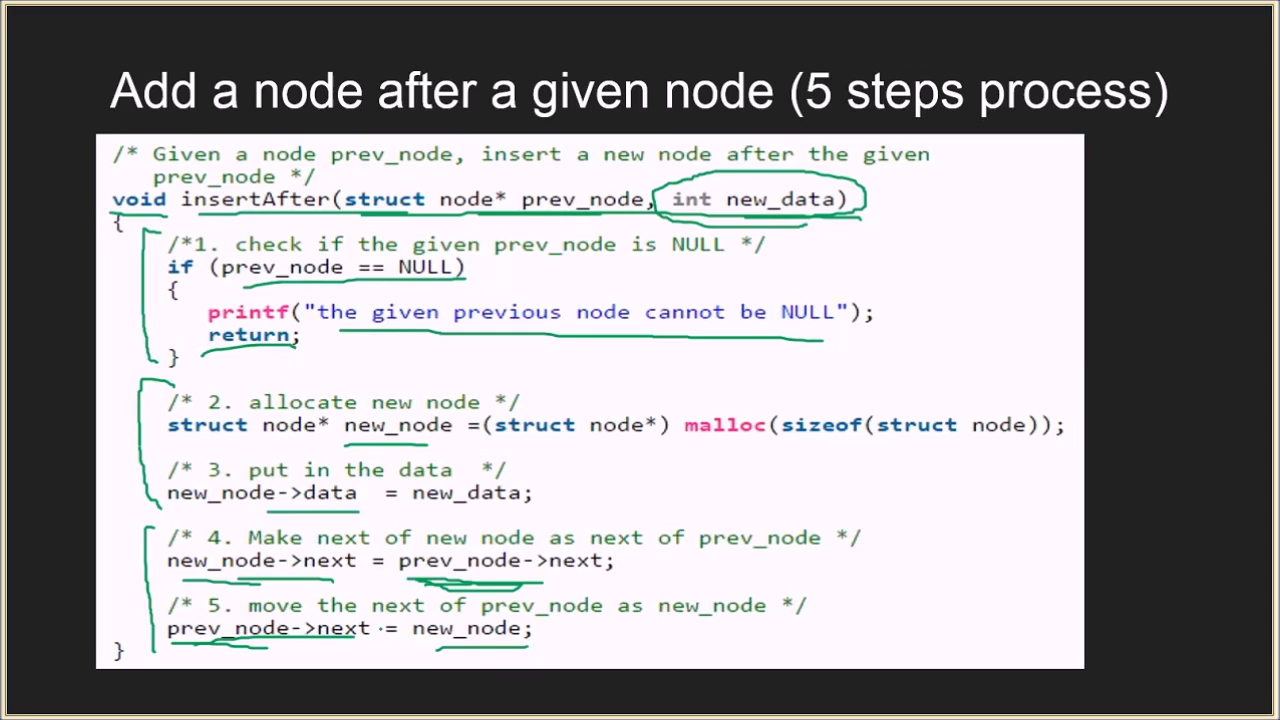 Add a node after a given node (5 steps process)
/* Given a node prev_node, insert a new node after the given
prev_node */
void insertAfter(struct node* prev_node, int new_data)
{
/*1. check if the given prev_node is NULL */
if (prev_node == NULL)
{
printf("the given previous node cannot be NULL");
return;
}
/* 2. allocate new node */
struct node* new_node =(struct node*) malloc(sizeof(struct node));
/* 3. put in the data  */
new_node->data  = new_data;
/* 4. Make next of new node as next of prev_node */
new_node->next = prev_node->next;
/* 5. move the next of prev_node as new_node */
prev_node->next = new_node;
}